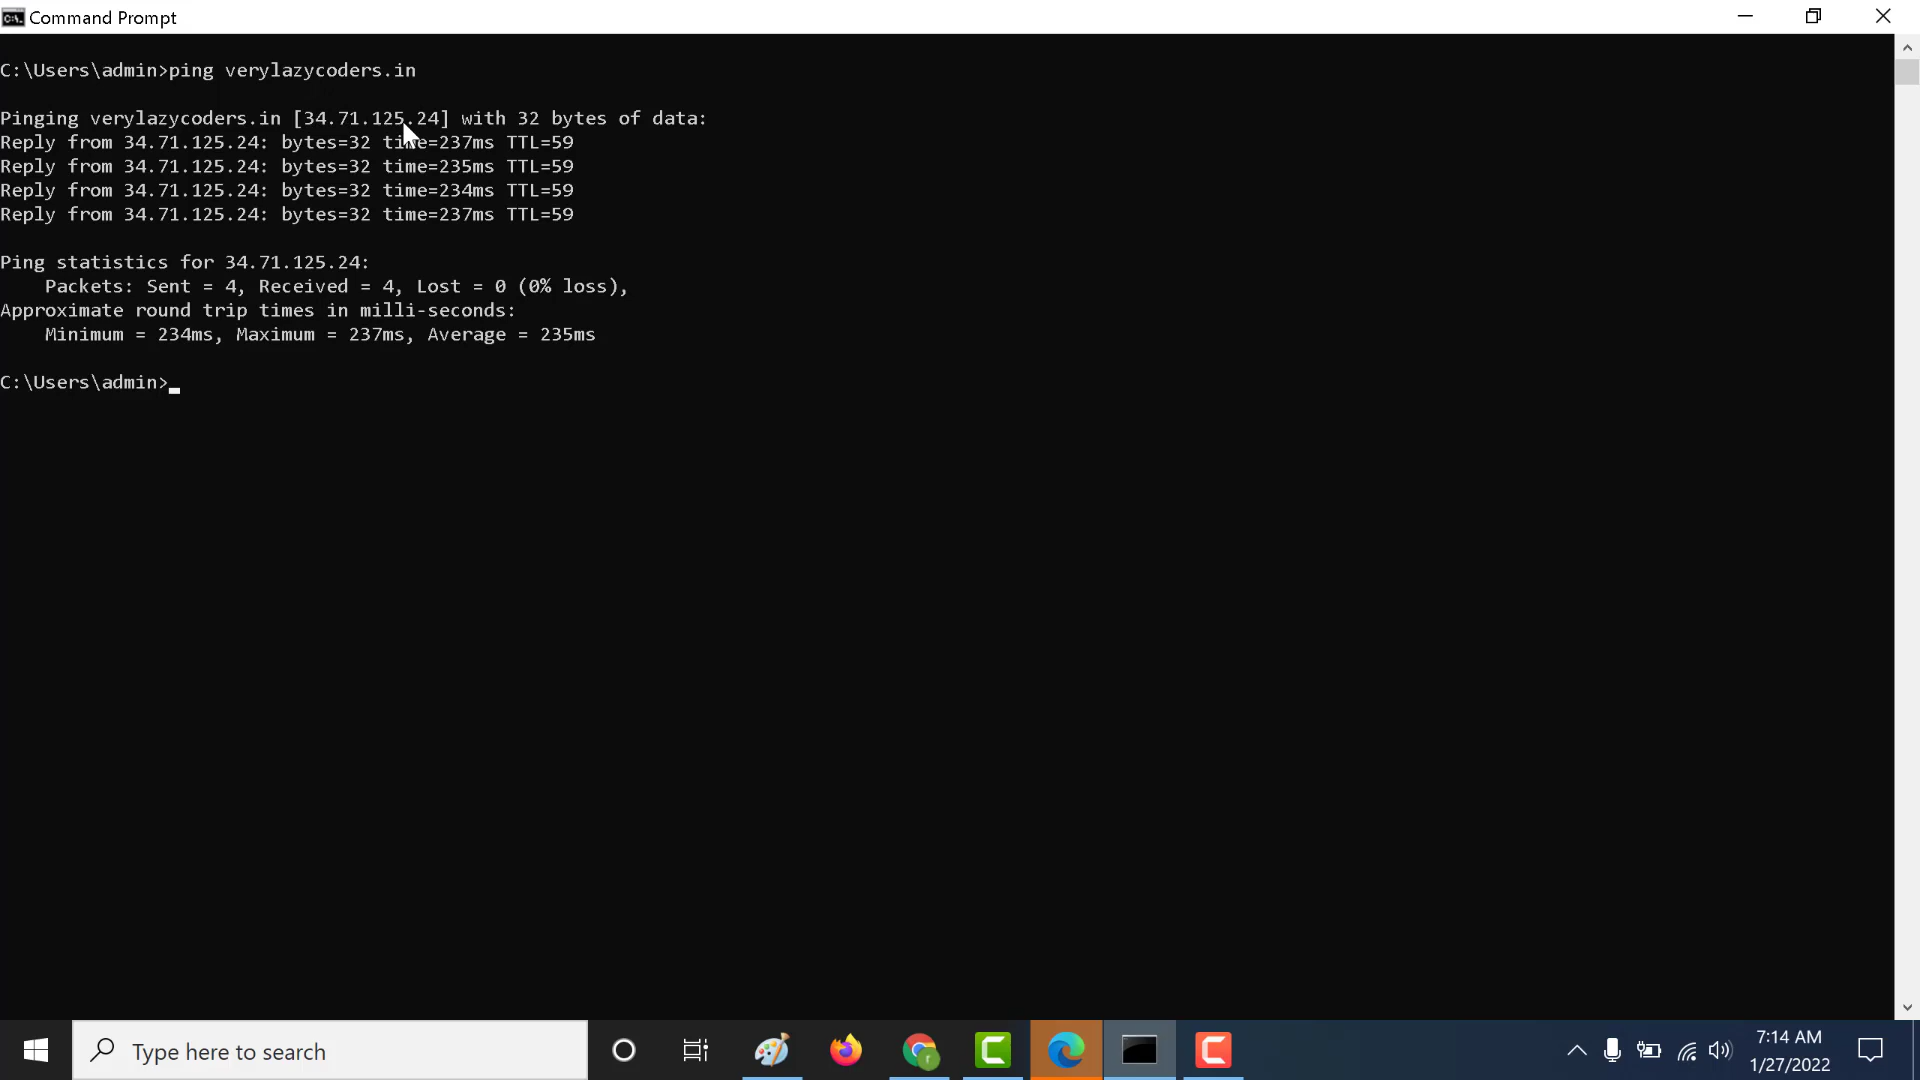 Command Prompt
C:\Users\admin>ping verylazycoders.in
Pinging verylazycoders.in [34.71.125.24] with 32 bytes of data:
Reply from 34.71.125.24: bytes=32 time=237ms TTL=59
Reply from 34.71.125.24: bytes=32 time=235ms TTL=59
Reply from 34.71.125.24: bytes=32 time=234ms TTL=59
Reply from 34.71.125.24: bytes=32 time=237ms TTL=59
Ping statistics for 34.71.125.24:
    Packets: Sent = 4, Received = 4, Lost = 0 (0% loss),
Approximate round trip times in milli-seconds:
    Minimum = 234ms, Maximum = 237ms, Average = 235ms
C:\Users\admin>
Type here to search
7:14 AM
1/27/2022